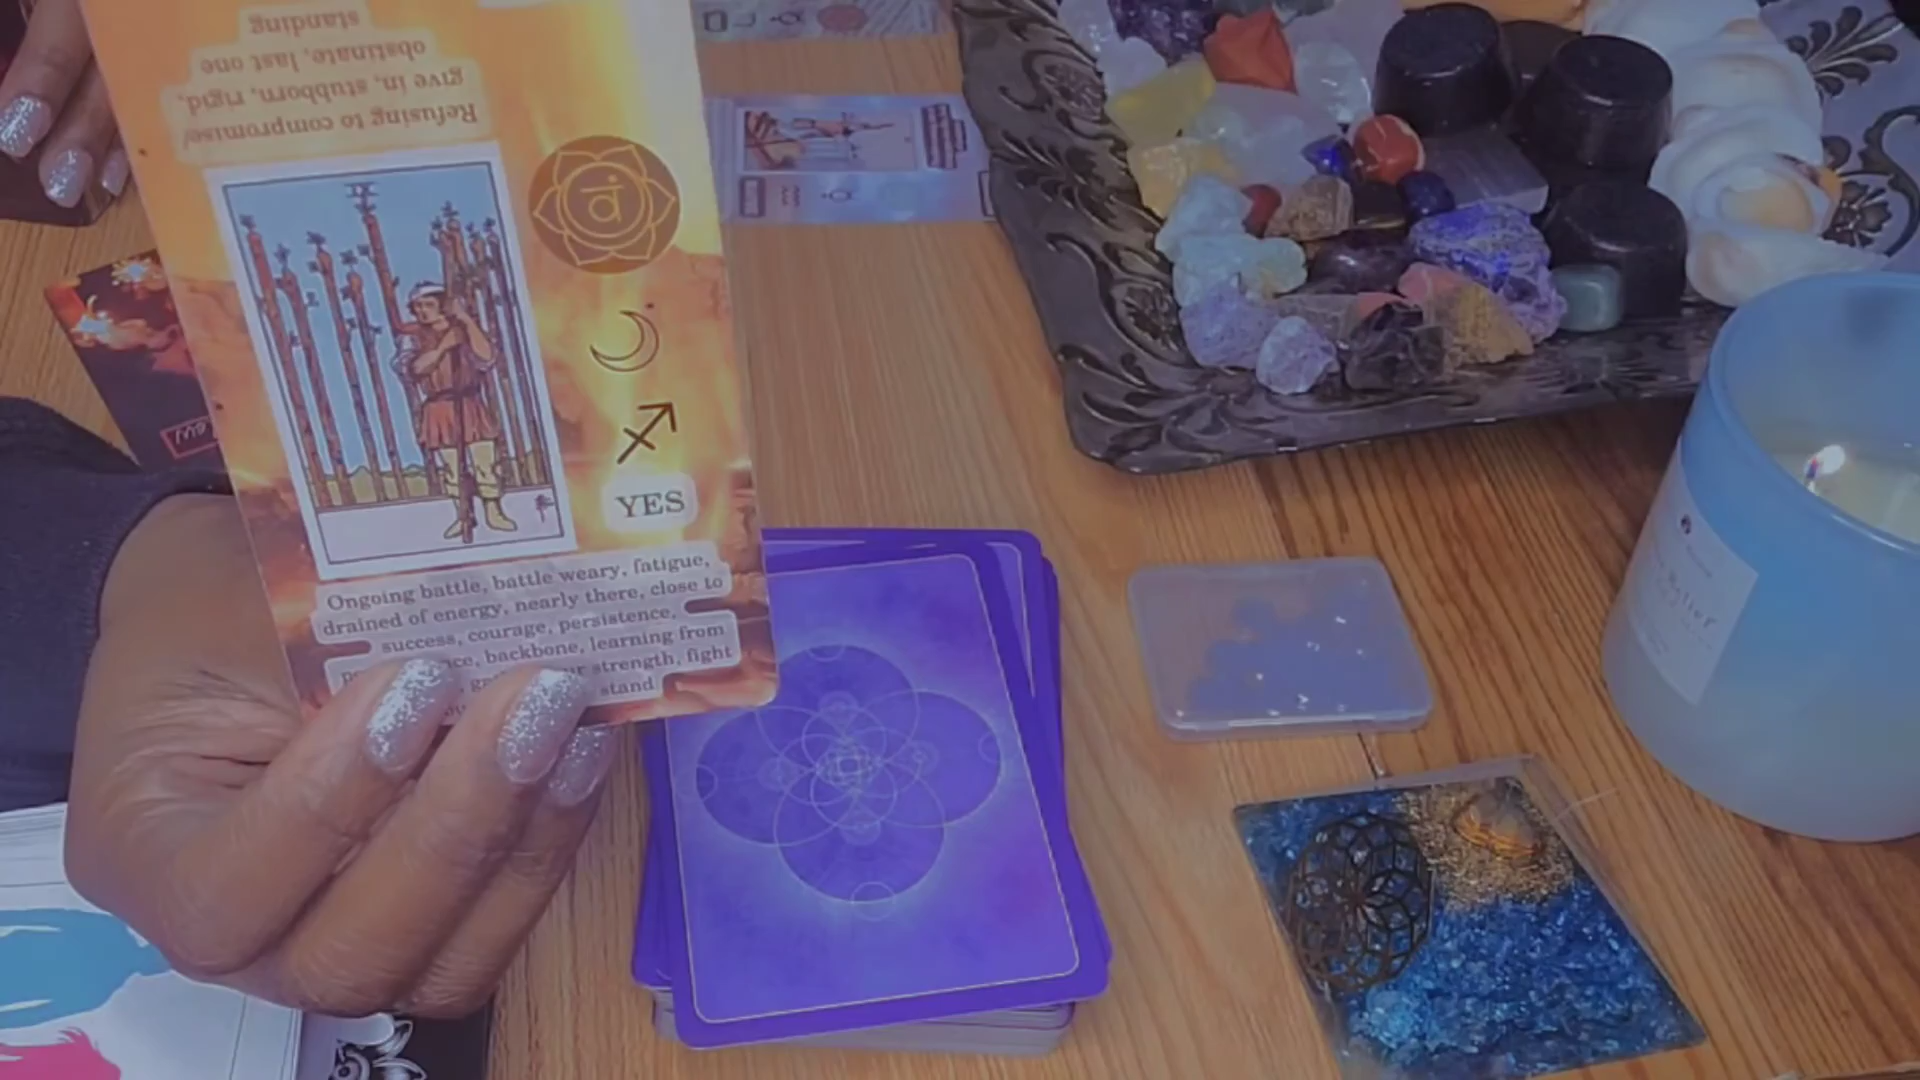 Refusing to compromise/
give in, stubborn, rigid,
obstinate, last one
standing
YES
Ongoing battle, battle weary, fatigue,
drained of energy, nearly there, close to
success, courage, persistence,
backbone, learning from
strength, fight
stand